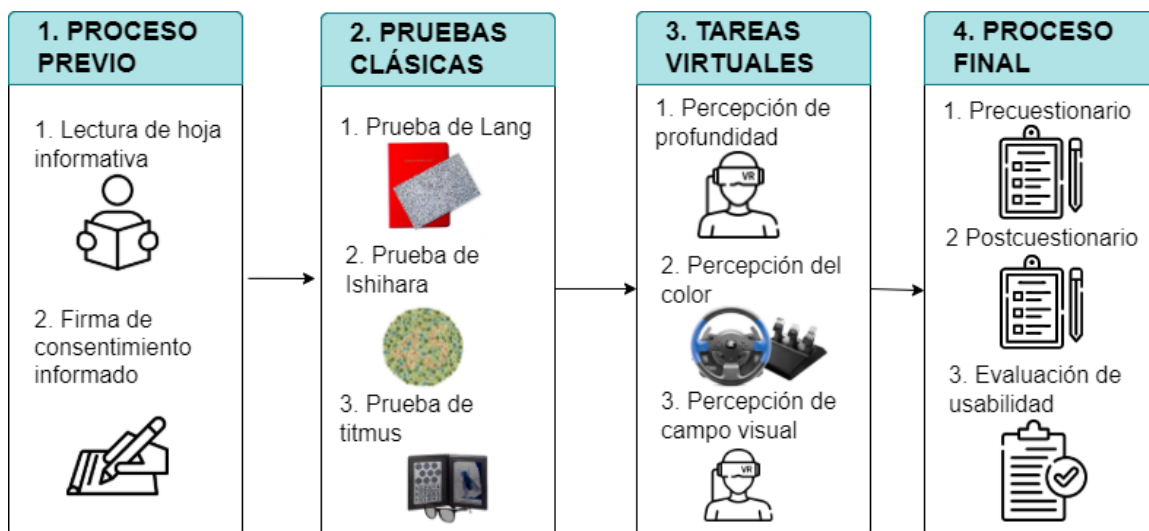 1. PROCESO
PREVIO
1. Lectura de hoja
informativa
2. Firma de
consentimiento
informado
2. PRUEBAS
CLÁSICAS
1. Prueba de Lang
2. Prueba de
Ishihara
3. Prueba de
titmus
3. TAREAS
VIRTUALES
1. Percepción de
profundidad
VR
2. Percepción del
color
3. Percepción de
campo visual
VR
4. PROCESO
FINAL
1. Precuestionario
2 Postcuestionario
3. Evaluación de
usabilidad